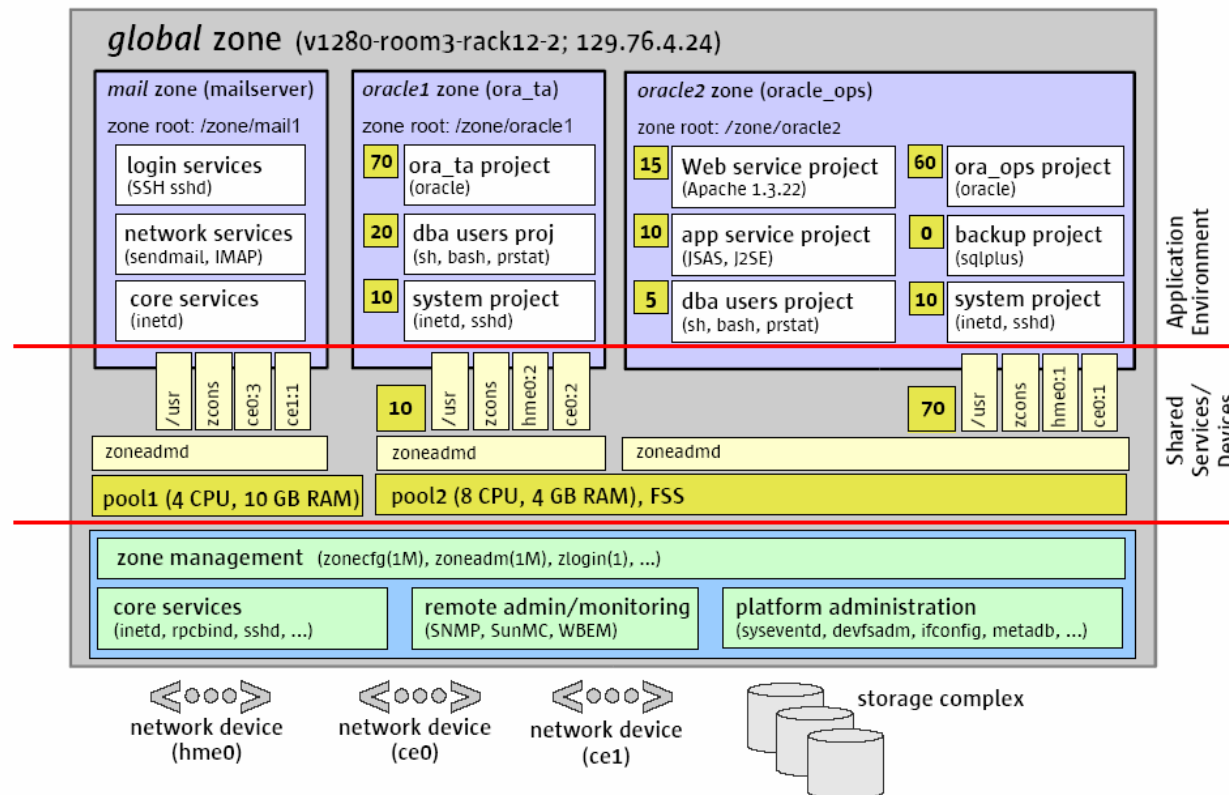 global zone (v1280-room3-rack12-2; 129.76.4.24)
mail zone (mailserver)
zone root: /zone/mail1
login services
(SSH sshd)
network services
(sendmail, IMAP)
core services
(inetd)
oracle1 zone (ora_ta)
zone root: /zone/oracle1
70
ora_ta project
(oracle)
20
dba users proj
(sh, bash, prstat)
10
system project
(inetd, sshd)
oracle2 zone (oracle_ops)
zone root: /zone/oracle2
15
Web service project
(Apache 1.3.22)
60
ora_ops project
(oracle)
10
app service project
(JSAS, J2SE)
0
backup project
(sqlplus)
5
dba users project
(sh, bash, prstat)
10
system project
(inetd, sshd)
Application
Environment
/usr
zcons
ce0:3
ce1:1
10
/usr
zcons
hme0:2
ce0:2
70
/usr
zcons
hme0:1
ce0:1
Shared
Services/
Devices
zoneadmd
zoneadmd
zoneadmd
pool1 (4 CPU, 10 GB RAM)
pool2 (8 CPU, 4 GB RAM), FSS
zone management (zonecfg(1M), zoneadm(1M), zlogin(1), ...)
core services
(inetd, rpcbind, sshd, ...)
remote admin/monitoring
(SNMP, SunMC, WBEM)
platform administration
(syseventd, devfsadm, ifconfig, metadb, ...)
network device
(hme0)
network device
(ce0)
network device
(ce1)
storage complex